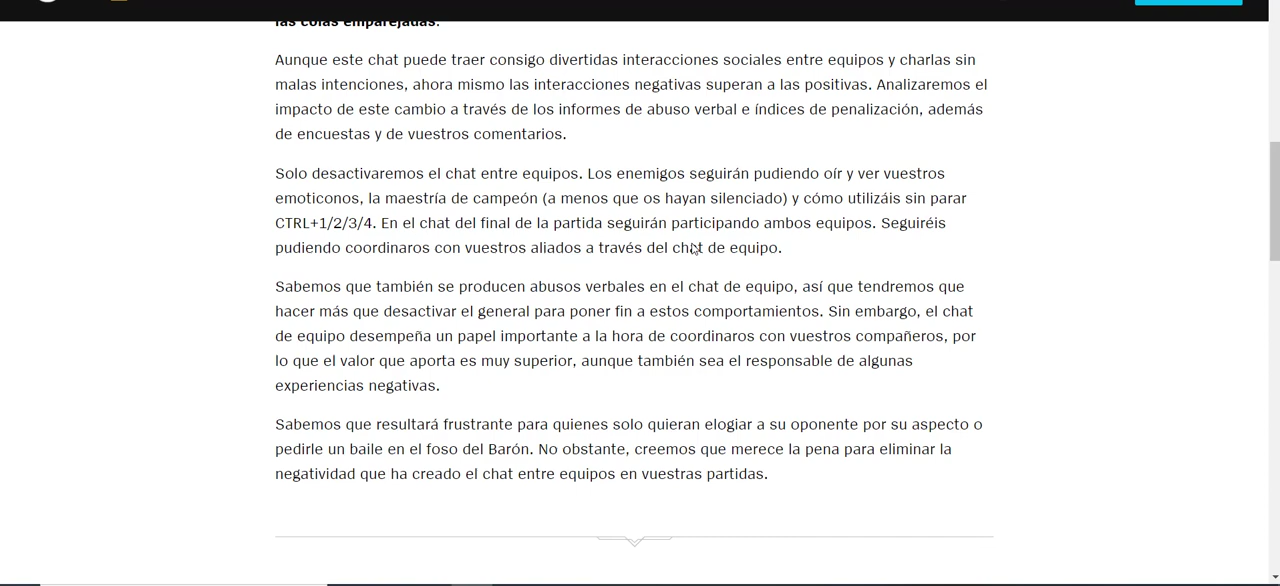 las colas emparejadas.
Aunque este chat puede traer consigo divertidas interacciones sociales entre equipos y charlas sin
malas intenciones, ahora mismo las interacciones negativas superan a las positivas. Analizaremos el
impacto de este cambio a través de los informes de abuso verbal e índices de penalización, además
de encuestas y de vuestros comentarios.
Solo desactivaremos el chat entre equipos. Los enemigos seguirán pudiendo oír y ver vuestros
emoticonos, la maestría de campeón (a menos que os hayan silenciado) y cómo utilizáis sin parar
CTRL+1/2/3/4. En el chat del final de la partida seguirán participando ambos equipos. Seguiréis
pudiendo coordinaros con vuestros aliados a través del chat de equipo.
Sabemos que también se producen abusos verbales en el chat de equipo, así que tendremos que
hacer más que desactivar el general para poner fin a estos comportamientos. Sin embargo, el chat
de equipo desempeña un papel importante a la hora de coordinaros con vuestros compañeros, por
lo que el valor que aporta es muy superior, aunque también sea el responsable de algunas
experiencias negativas.
Sabemos que resultará frustrante para quienes solo quieran elogiar a su oponente por su aspecto o
pedirle un baile en el foso del Barón. No obstante, creemos que merece la pena para eliminar la
negatividad que ha creado el chat entre equipos en vuestras partidas.